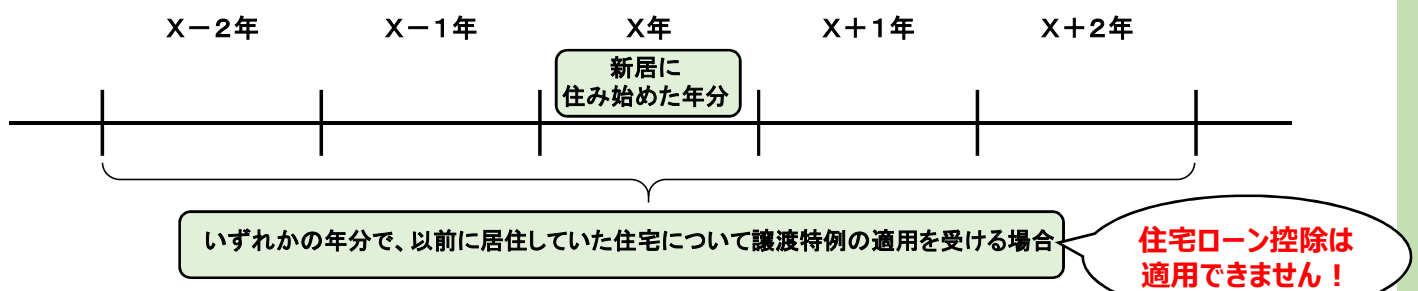 X－2年 X－1年 X年 X＋1年 X＋2年
新居に
住み始めた年分
いずれかの年分で、以前に居住していた住宅について譲渡特例の適用を受ける場合
住宅ローン控除は
適用できません！